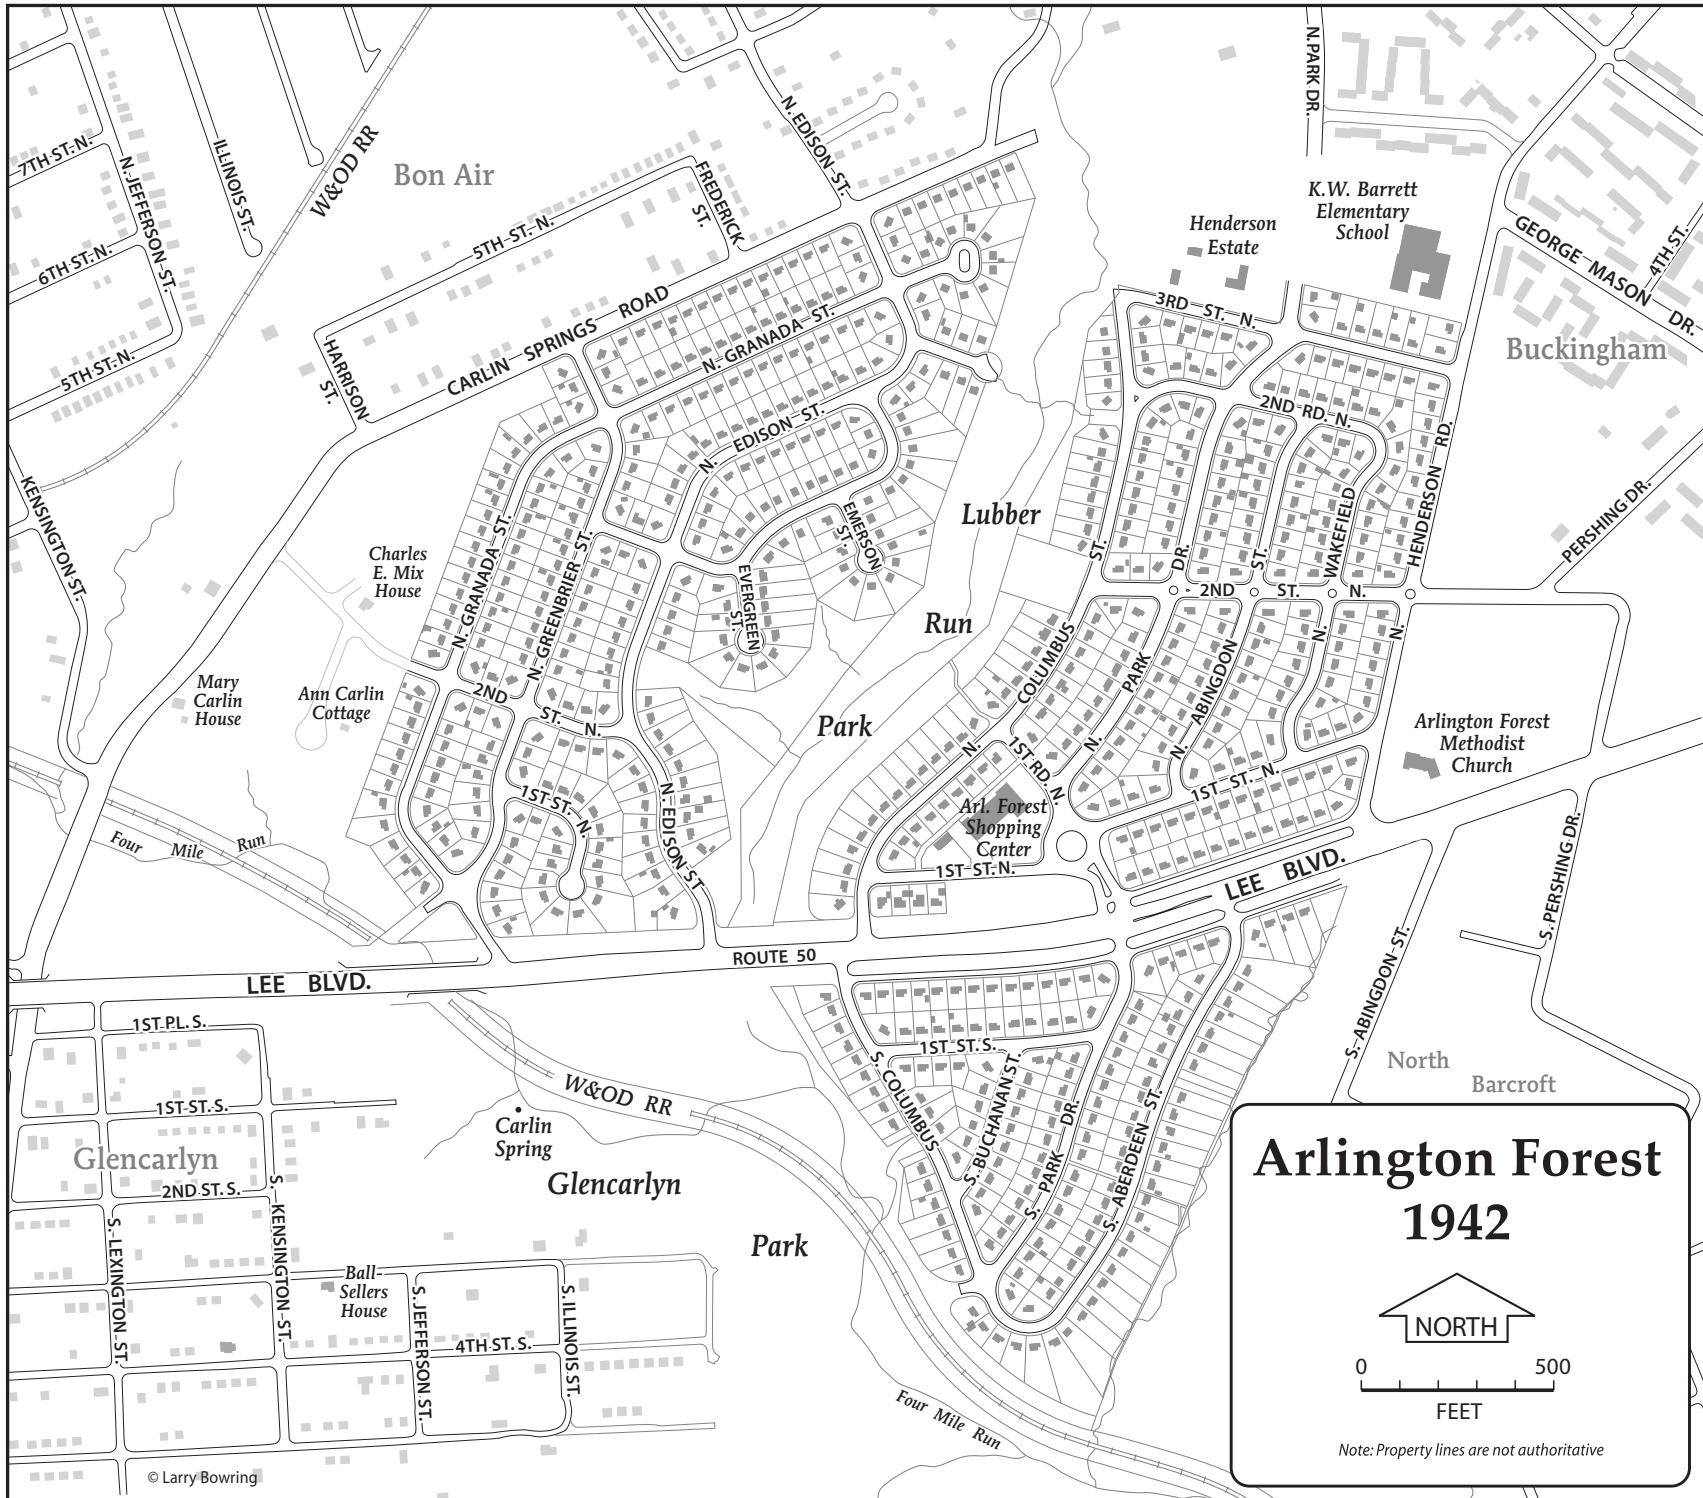 N. PARK DR.
7TH ST. N.
N. JEFFERSON ST.
ILLINOIS ST.
W&OD RR
Bon Air
N. EDISON ST.
FREDERICK
ST.
5TH ST. N.
6TH ST. N.
5TH ST. N.
HARRISON
ST.
CARLIN SPRINGS ROAD
N. GRANADA ST.
N. EDISON ST.
K.W. Barrett
Elementary
School
Henderson
Estate
GEORGE MASON DR.
4TH ST.
Buckingham
3RD ST. N.
2ND RD. N.
HENDERSON RD.
PERSHING DR.
WAKEFIELD
KENSINGTON ST.
Charles
E. Mix
House
N. GRANADA ST.
N. GREENBRIER ST.
EMERSON
ST.
EVERGREEN
ST.
Lubber
Run
Park
ST.
DR.
ST.
2ND ST. N.
N. COLUMBUS
N. PARK
N. ABINGDON
N.
N.
Mary
Carlin
House
Ann Carlin
Cottage
2ND ST. N.
1ST ST. N.
N. EDISON ST
1ST RD. N.
1ST ST. N.
Arlington Forest
Methodist
Church
Arl. Forest
Shopping
Center
1ST ST. N.
Four Mile Run
LEE BLVD.
ROUTE 50
LEE BLVD.
S. PERSHING DR.
S. ABINGDON ST.
1ST PL. S.
1ST ST. S.
Glencarlyn
2ND ST. S.
S. KENSINGTON ST.
S. LEXINGTON ST.
W&OD RR
Carlin
Spring
Glencarlyn
Park
1ST ST. S.
S. COLUMBUS
S. BUCHANAN ST.
S. PARK DR.
S. ABERDEEN ST.
North
Barcroft
Ball-
Sellers
House
S. JEFFERSON ST.
S. ILLINOIS ST.
4TH ST. S.
Four Mile Run
Arlington Forest
1942
NORTH
0 500
FEET
Note: Property lines are not authoritative
© Larry Bowring